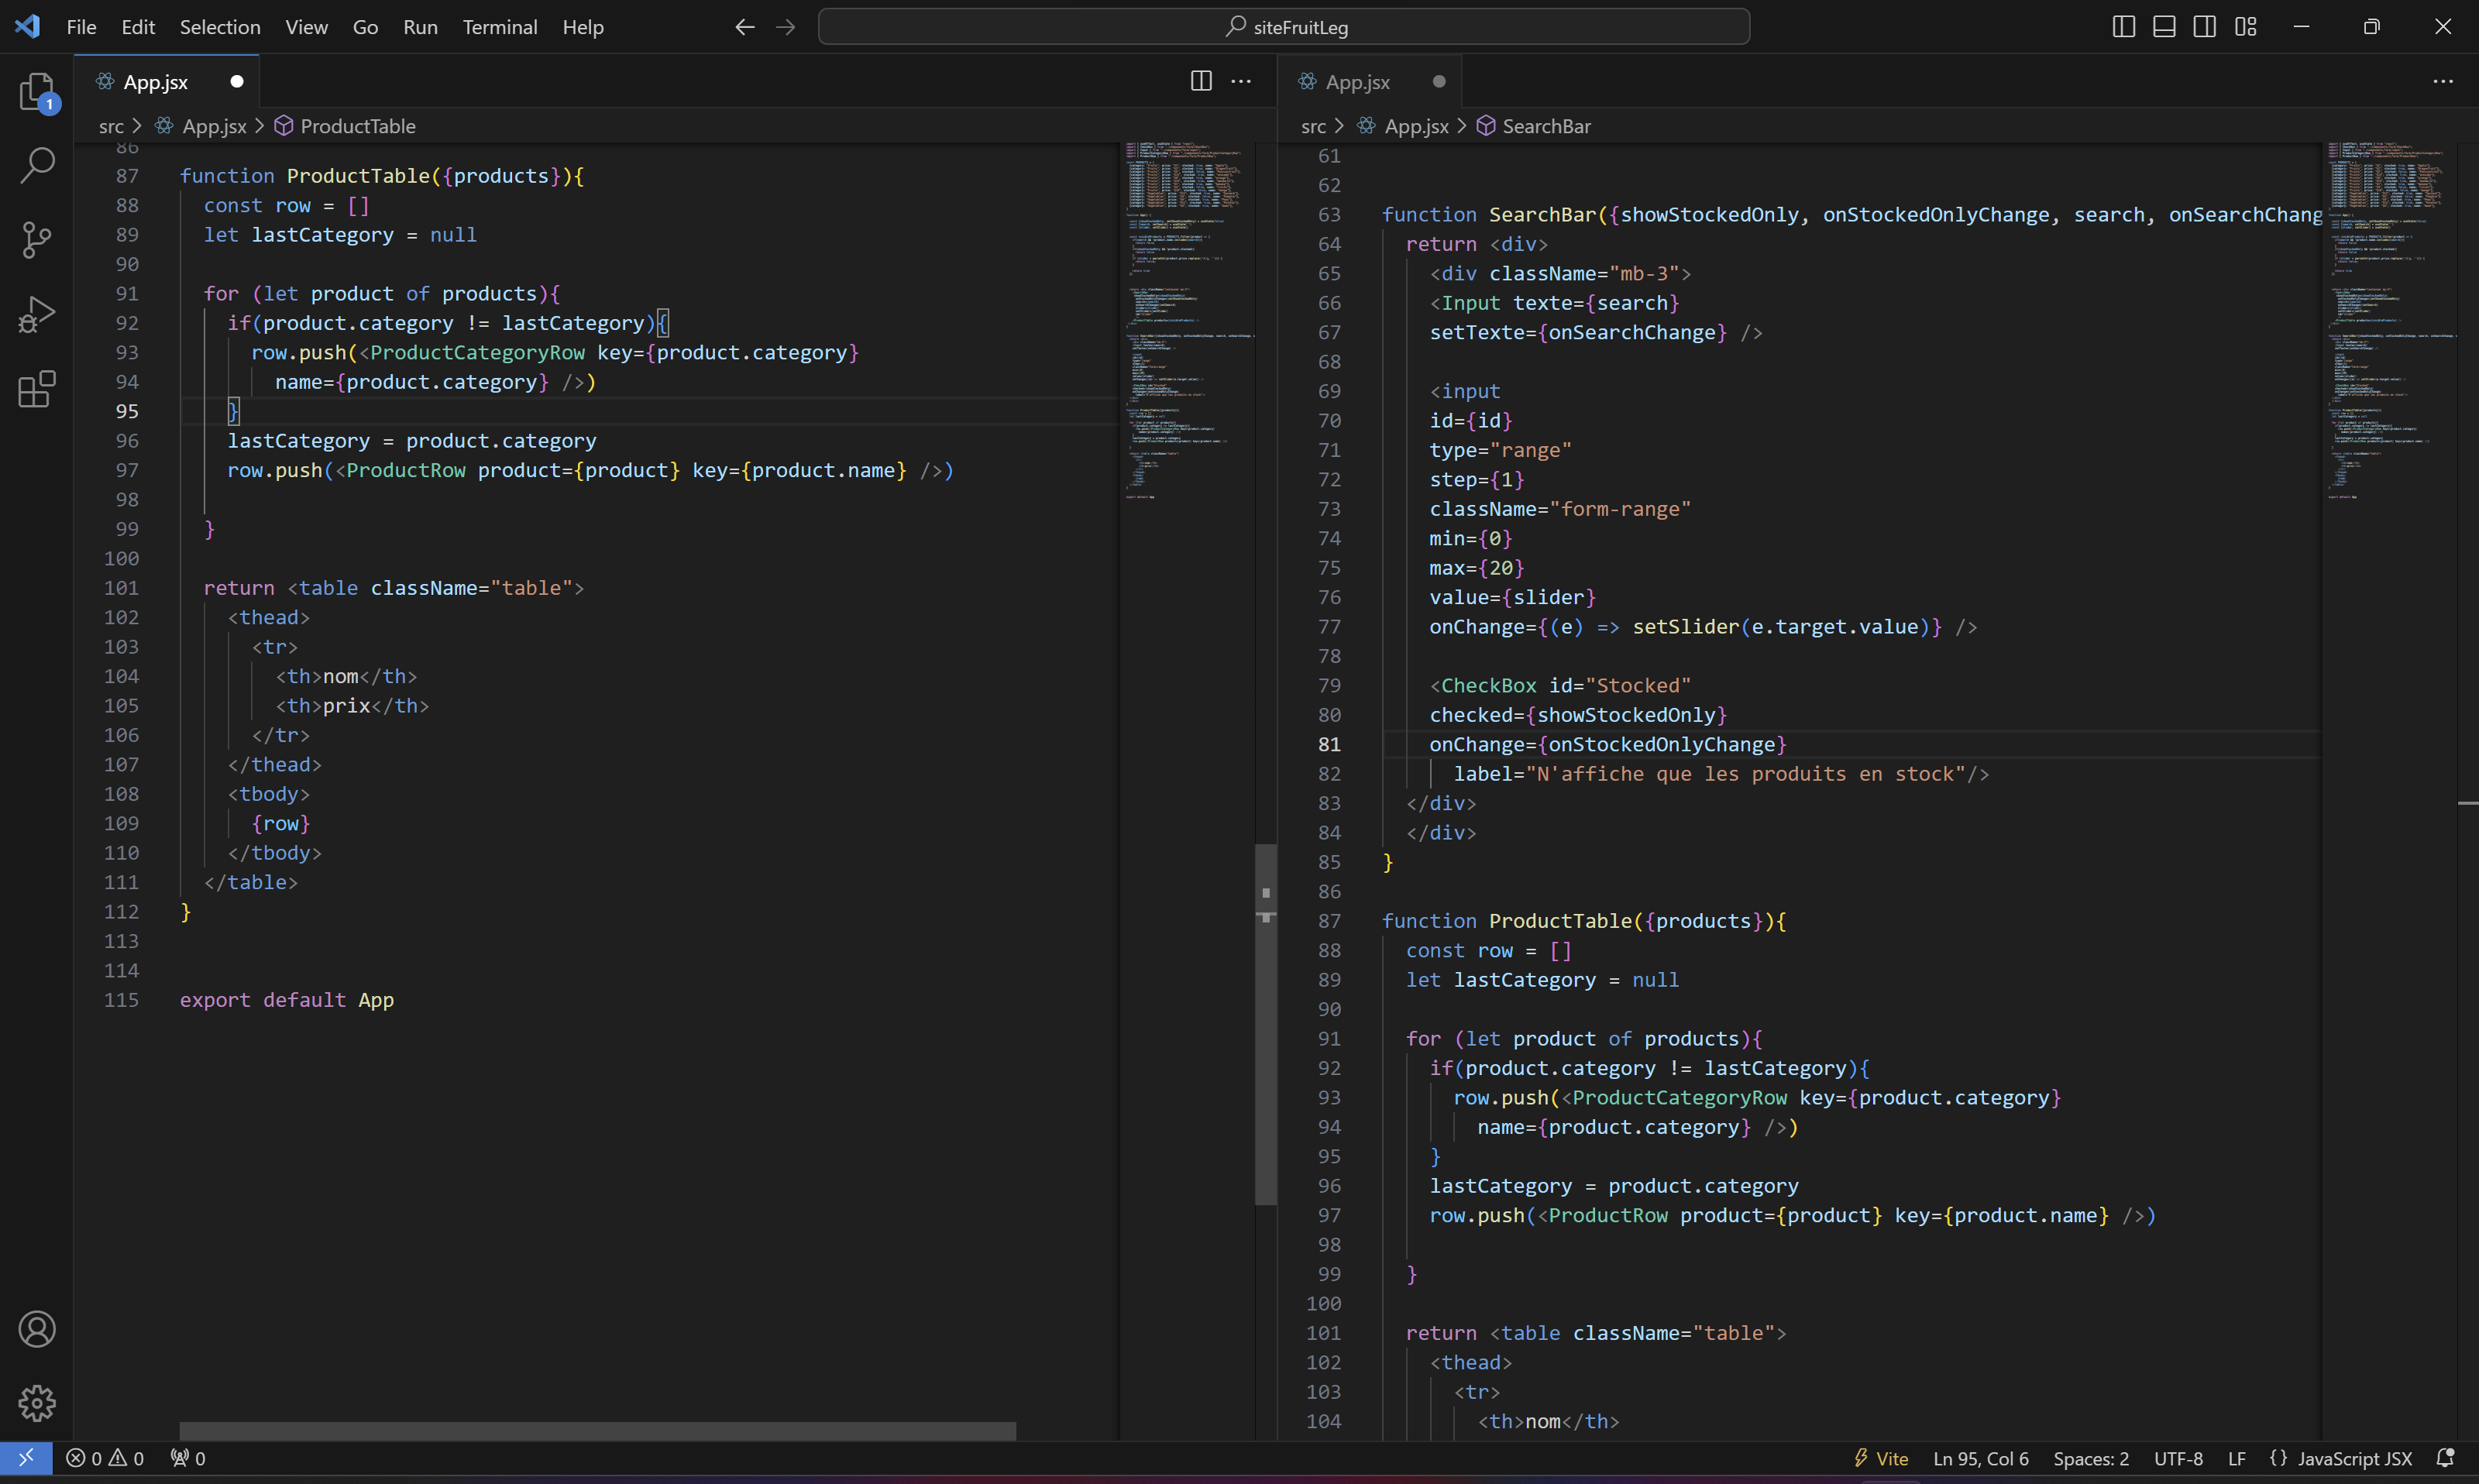 File Edit Selection View Go Run Terminal Help
siteFruitLeg
App.jsx
src > App.jsx > ProductTable
86
87 function ProductTable({products}){
88 const row = []
89 let lastCategory = null
90
91 for (let product of products){
92 if(product.category != lastCategory){
93 row.push(<ProductCategoryRow key={product.category}
94 name={product.category} />)
95 }
96 lastCategory = product.category
97 row.push(<ProductRow product={product} key={product.name} />)
98
99 }
100
101 return <table className="table">
102 <thead>
103 <tr>
104 <th>nom</th>
105 <th>prix</th>
106 </tr>
107 </thead>
108 <tbody>
109 {row}
110 </tbody>
111 </table>
112 }
113
114
115 export default App
App.jsx
src > App.jsx > SearchBar
61
62
63 function SearchBar({showStockedOnly, onStockedOnlyChange, search, onSearchChang
64 return <div>
65 <div className="mb-3">
66 <Input texte={search}
67 setTexte={onSearchChange} />
68
69 <input
70 id={id}
71 type="range"
72 step={1}
73 className="form-range"
74 min={0}
75 max={20}
76 value={slider}
77 onChange={(e) => setSlider(e.target.value)} />
78
79 <CheckBox id="Stocked"
80 checked={showStockedOnly}
81 onChange={onStockedOnlyChange}
82 label="N'affiche que les produits en stock"/>
83 </div>
84 </div>
85 }
86
87 function ProductTable({products}){
88 const row = []
89 let lastCategory = null
90
91 for (let product of products){
92 if(product.category != lastCategory){
93 row.push(<ProductCategoryRow key={product.category}
94 name={product.category} />)
95 }
96 lastCategory = product.category
97 row.push(<ProductRow product={product} key={product.name} />)
98
99 }
100
101 return <table className="table">
102 <thead>
103 <tr>
104 <th>nom</th>
1
0 0 0
Vite Ln 95, Col 6 Spaces: 2 UTF-8 LF {} JavaScript JSX